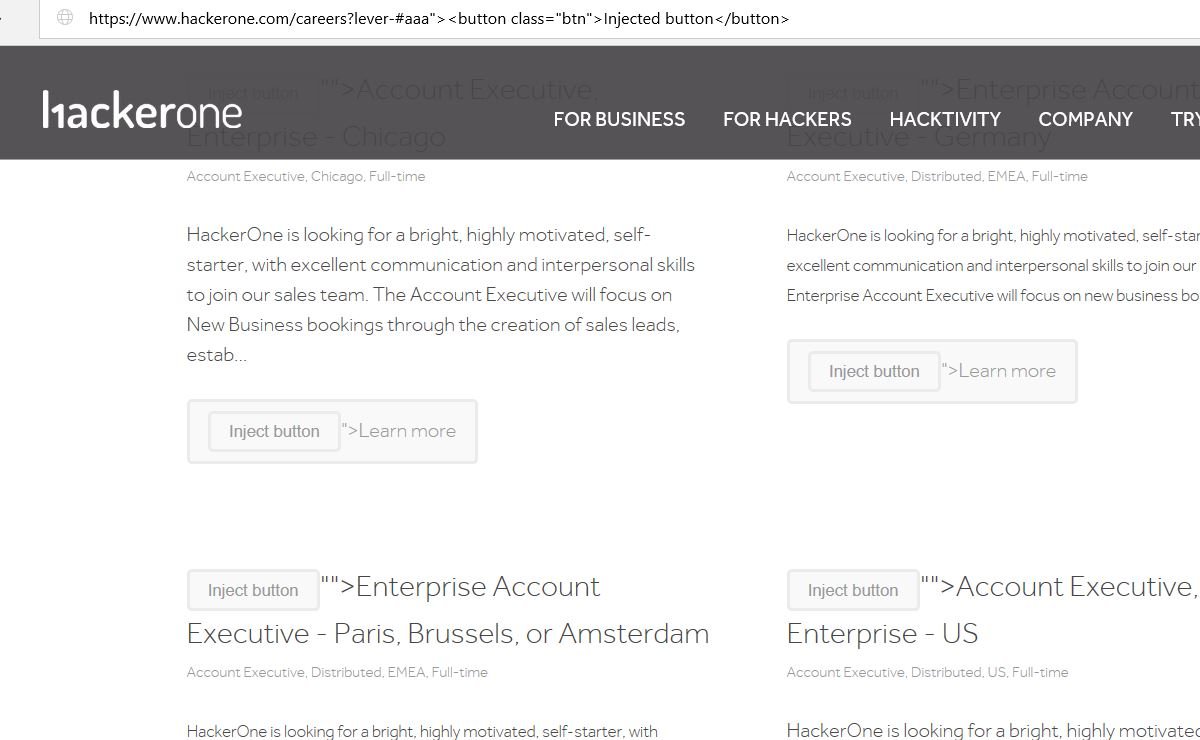 https://www.hackerone.com/careers?lever-#aaa"><button class="btn">Injected button</button>
Inject button "">Account Executive,
Enterprise - Chicago
Inject button "">Enterprise Account
Executive - Germany
hackerone
FOR BUSINESS FOR HACKERS HACKTIVITY COMPANY TRY
Account Executive, Chicago, Full-time
HackerOne is looking for a bright, highly motivated, self-
starter, with excellent communication and interpersonal skills
to join our sales team. The Account Executive will focus on
New Business bookings through the creation of sales leads,
estab...
Inject button ">Learn more
Account Executive, Distributed, EMEA, Full-time
HackerOne is looking for a bright, highly motivated, self-star
excellent communication and interpersonal skills to join our
Enterprise Account Executive will focus on new business bo
Inject button ">Learn more
Inject button "">Enterprise Account
Executive - Paris, Brussels, or Amsterdam
Account Executive, Distributed, EMEA, Full-time
HackerOne is looking for a bright, highly motivated, self-starter, with
Inject button "">Account Executive,
Enterprise - US
Account Executive, Distributed, US, Full-time
HackerOne is looking for a bright, highly motivated